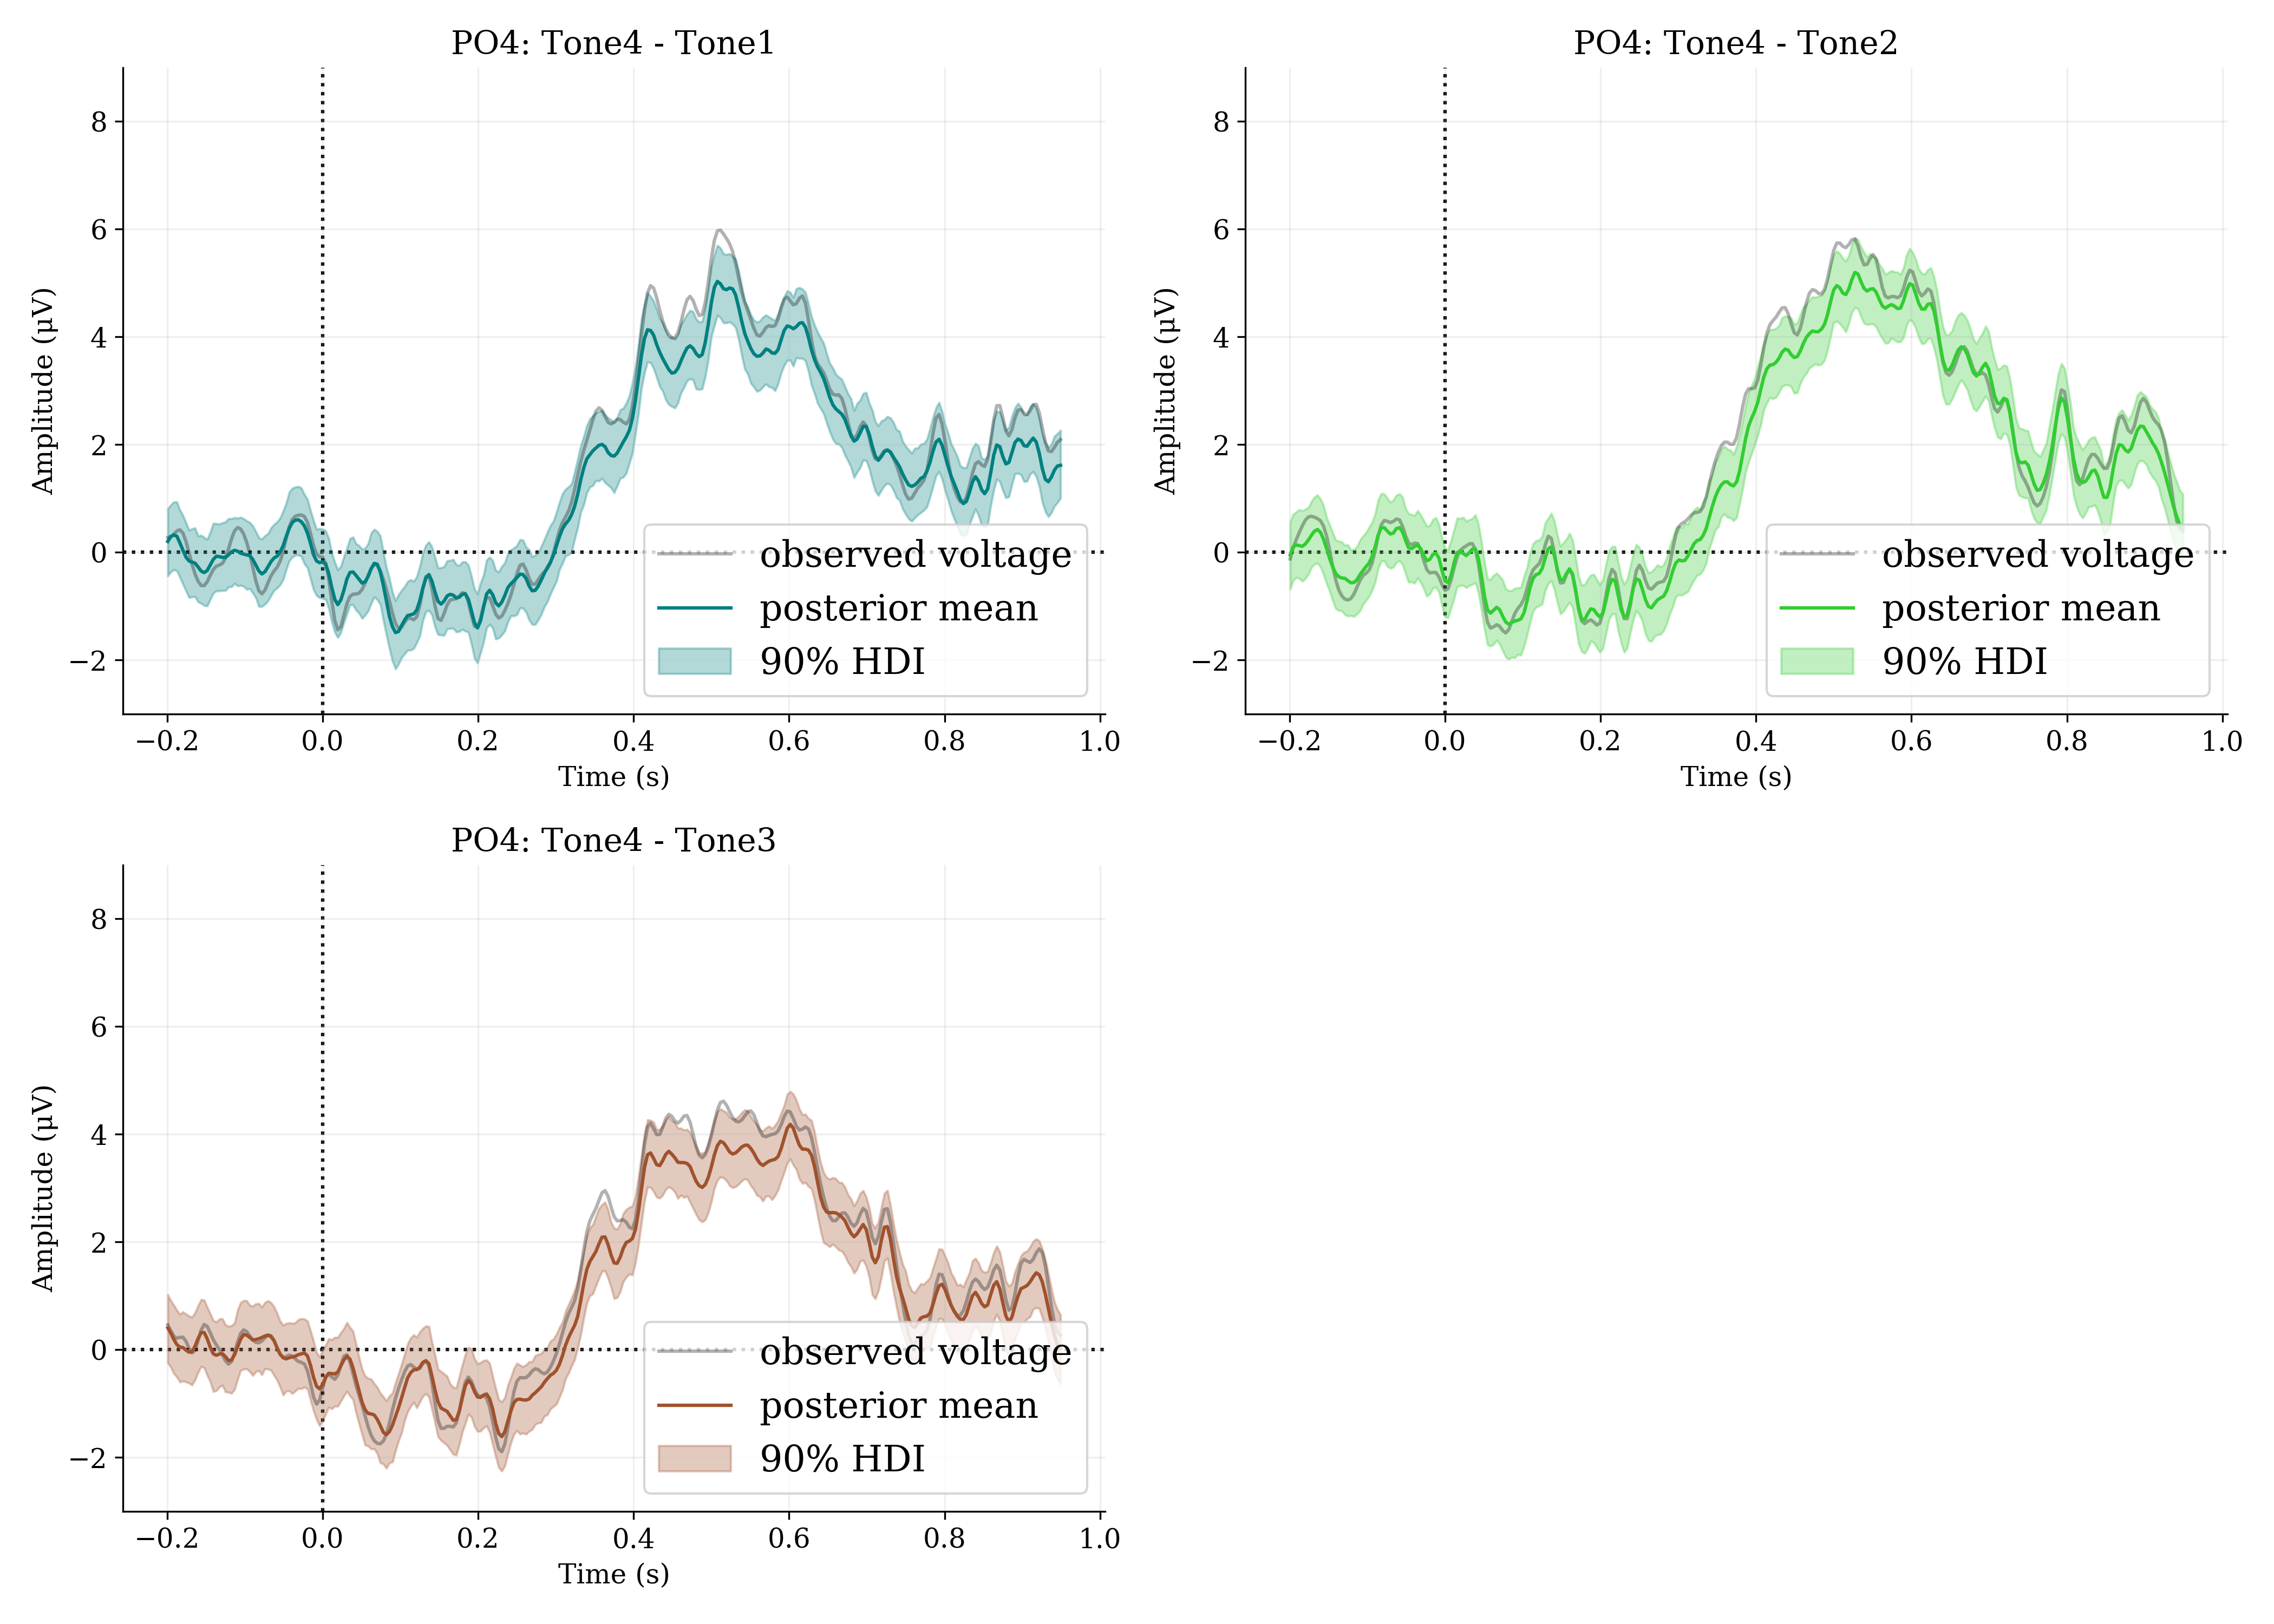 PO4: Tone4 - Tone1
Amplitude (µV)
8
6
4
2
0
−2
observed voltage
posterior mean
90% HDI
−0.2 0.0 0.2 0.4 0.6 0.8 1.0
Time (s)
PO4: Tone4 - Tone2
Amplitude (µV)
8
6
4
2
0
−2
observed voltage
posterior mean
90% HDI
−0.2 0.0 0.2 0.4 0.6 0.8 1.0
Time (s)
PO4: Tone4 - Tone3
Amplitude (µV)
8
6
4
2
0
−2
observed voltage
posterior mean
90% HDI
−0.2 0.0 0.2 0.4 0.6 0.8 1.0
Time (s)